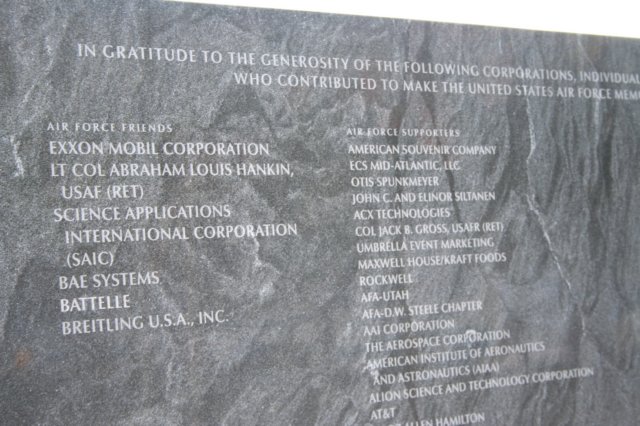 IN GRATITUDE TO THE GENEROSITY OF THE FOLLOWING CORPORATIONS,
WHO CONTRIBUTED TO MAKE THE UNITED STATES AIR FORCE
AIR FORCE FRIENDS
EXXON MOBIL CORPORATION
LT COL ABRAHAM LOUIS HANKIN,
USAF (RET)
SCIENCE APPLICATIONS
INTERNATIONAL CORPORATION
(SAIC)
BAE SYSTEMS
BATTELLE
BREITLING U.S.A., INC.
AIR FORCE SUPPORTERS
AMERICAN SOUVENIR COMPANY
ECS MID-ATLANTIC, LLC
OTIS SPUNKMEYER
JOHN C. AND ELINOR SILTANEN
ACX TECHNOLOGIES
COL JACK B. GROSS, USAFR (RET)
UMBRELLA EVENT MARKETING
MAXWELL HOUSE/KRAFT FOODS
ROCKWELL
AFA-UTAH
AFA-D.W. STEELE CHAPTER
AAI CORPORATION
THE AEROSPACE CORPORATION
AMERICAN INSTITUTE OF AERONAUTICS
AND ASTRONAUTICS (AIAA)
ALION SCIENCE AND TECHNOLOGY CORPORATION
AT&T
ALLEN HAMILTON